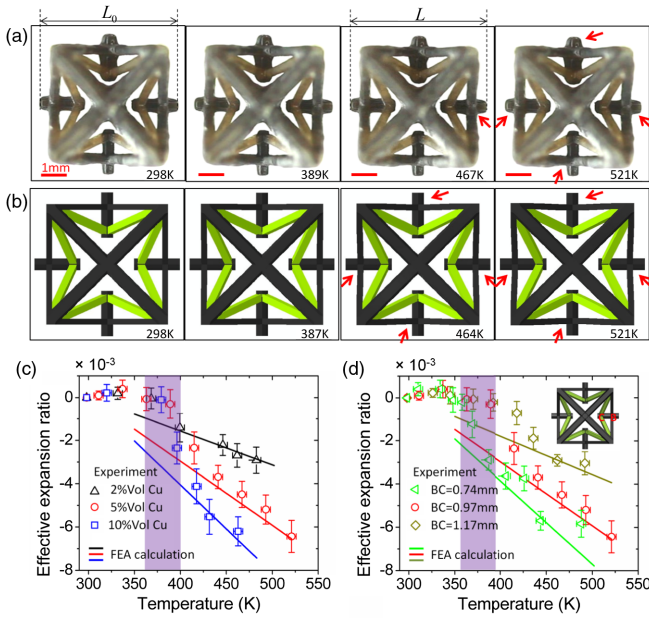 L₀
L
(a)
1mm
298K
389K
467K
521K
(b)
298K
387K
464K
521K
(c)
× 10⁻³
0
-2
-4
-6
-8
Effective expansion ratio
Experiment
2%Vol Cu
5%Vol Cu
10%Vol Cu
FEA calculation
300 350 400 450 500 550
Temperature (K)
(d)
× 10⁻³
0
-2
-4
-6
-8
Effective expansion ratio
Experiment
BC=0.74mm
BC=0.97mm
BC=1.17mm
FEA calculation
300 350 400 450 500 550
Temperature (K)